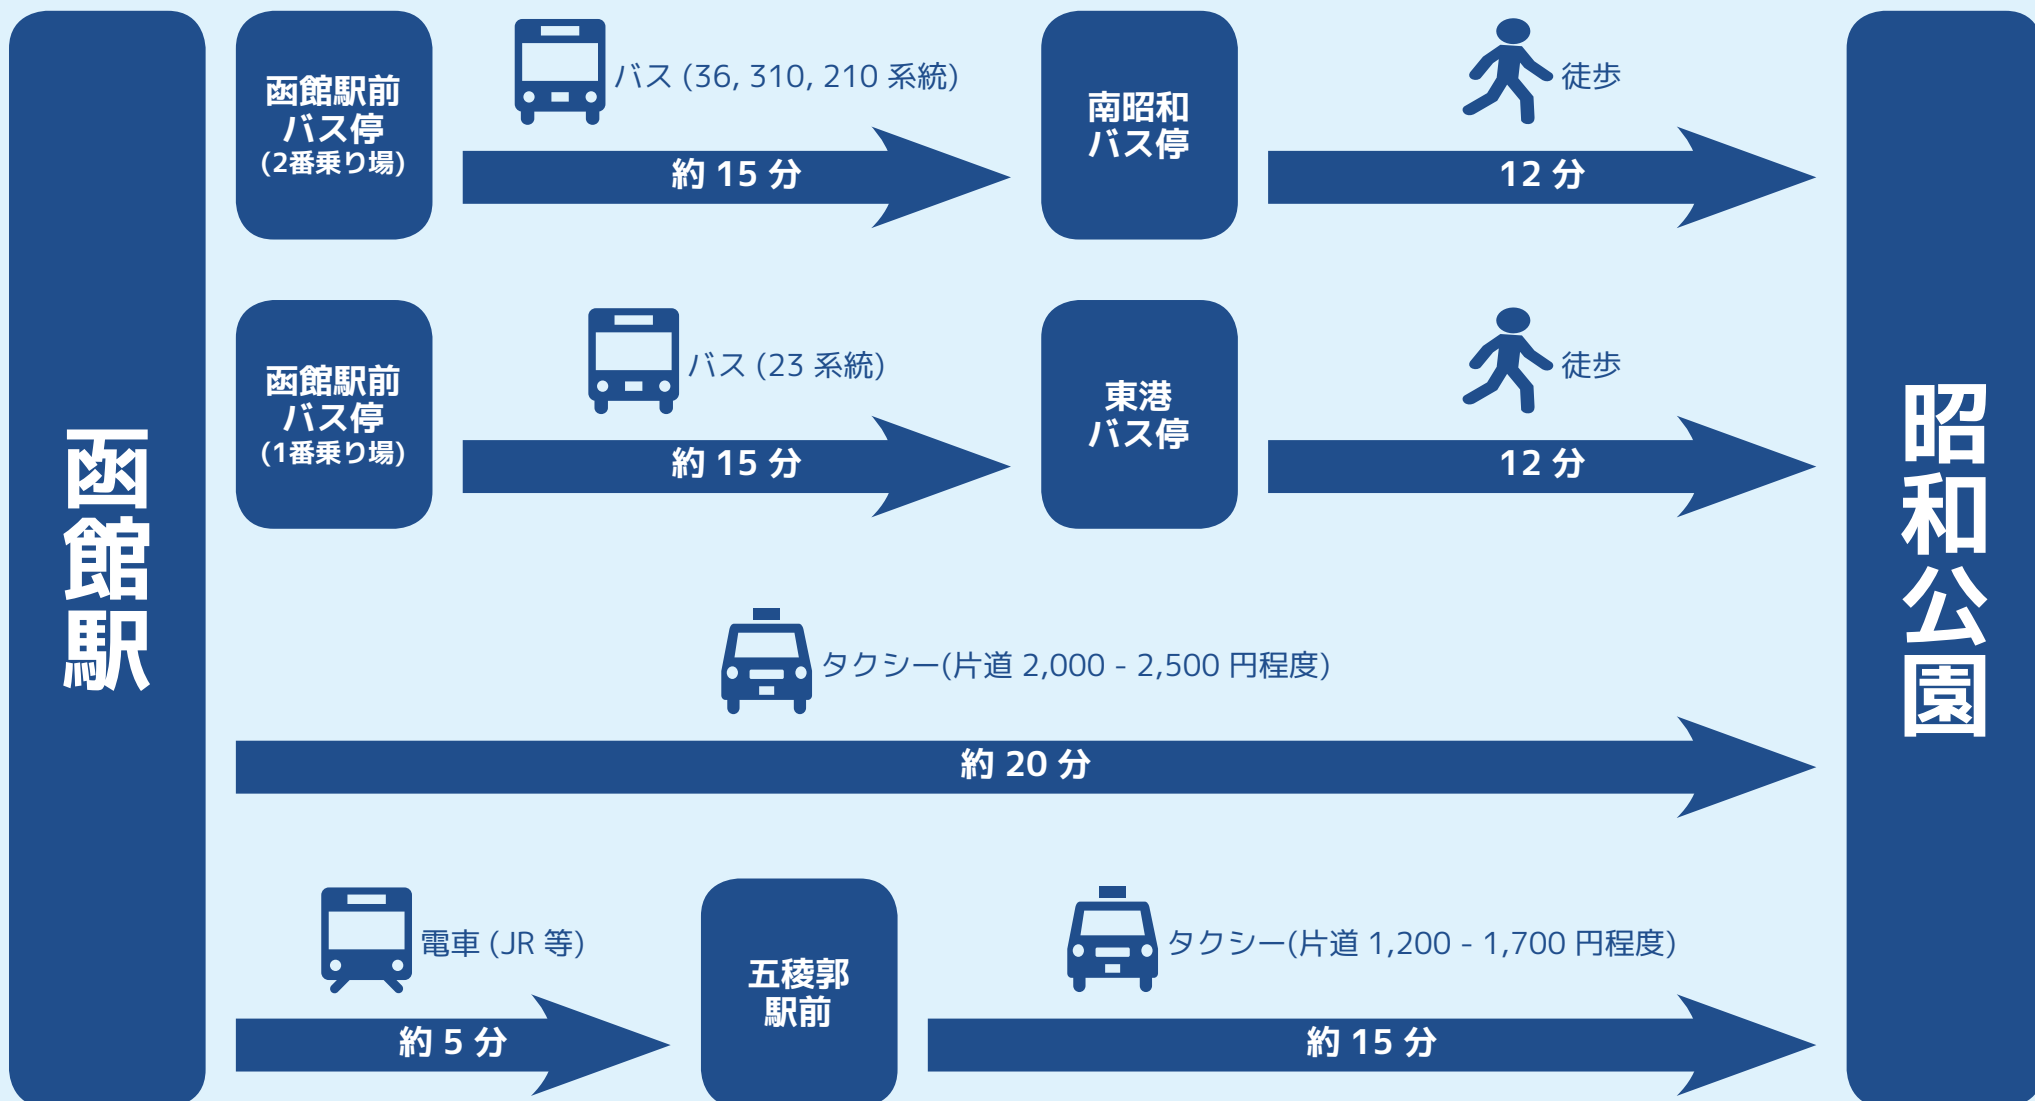 函館駅
函館駅前
バス停
(2番乗り場)
バス (36, 310, 210 系統)
約 15 分
南昭和
バス停
徒歩
12 分
函館駅前
バス停
(1番乗り場)
バス (23 系統)
約 15 分
東港
バス停
徒歩
12 分
タクシー(片道 2,000 - 2,500 円程度)
約 20 分
電車 (JR 等)
約 5 分
五稜郭
駅前
タクシー(片道 1,200 - 1,700 円程度)
約 15 分
昭和公園